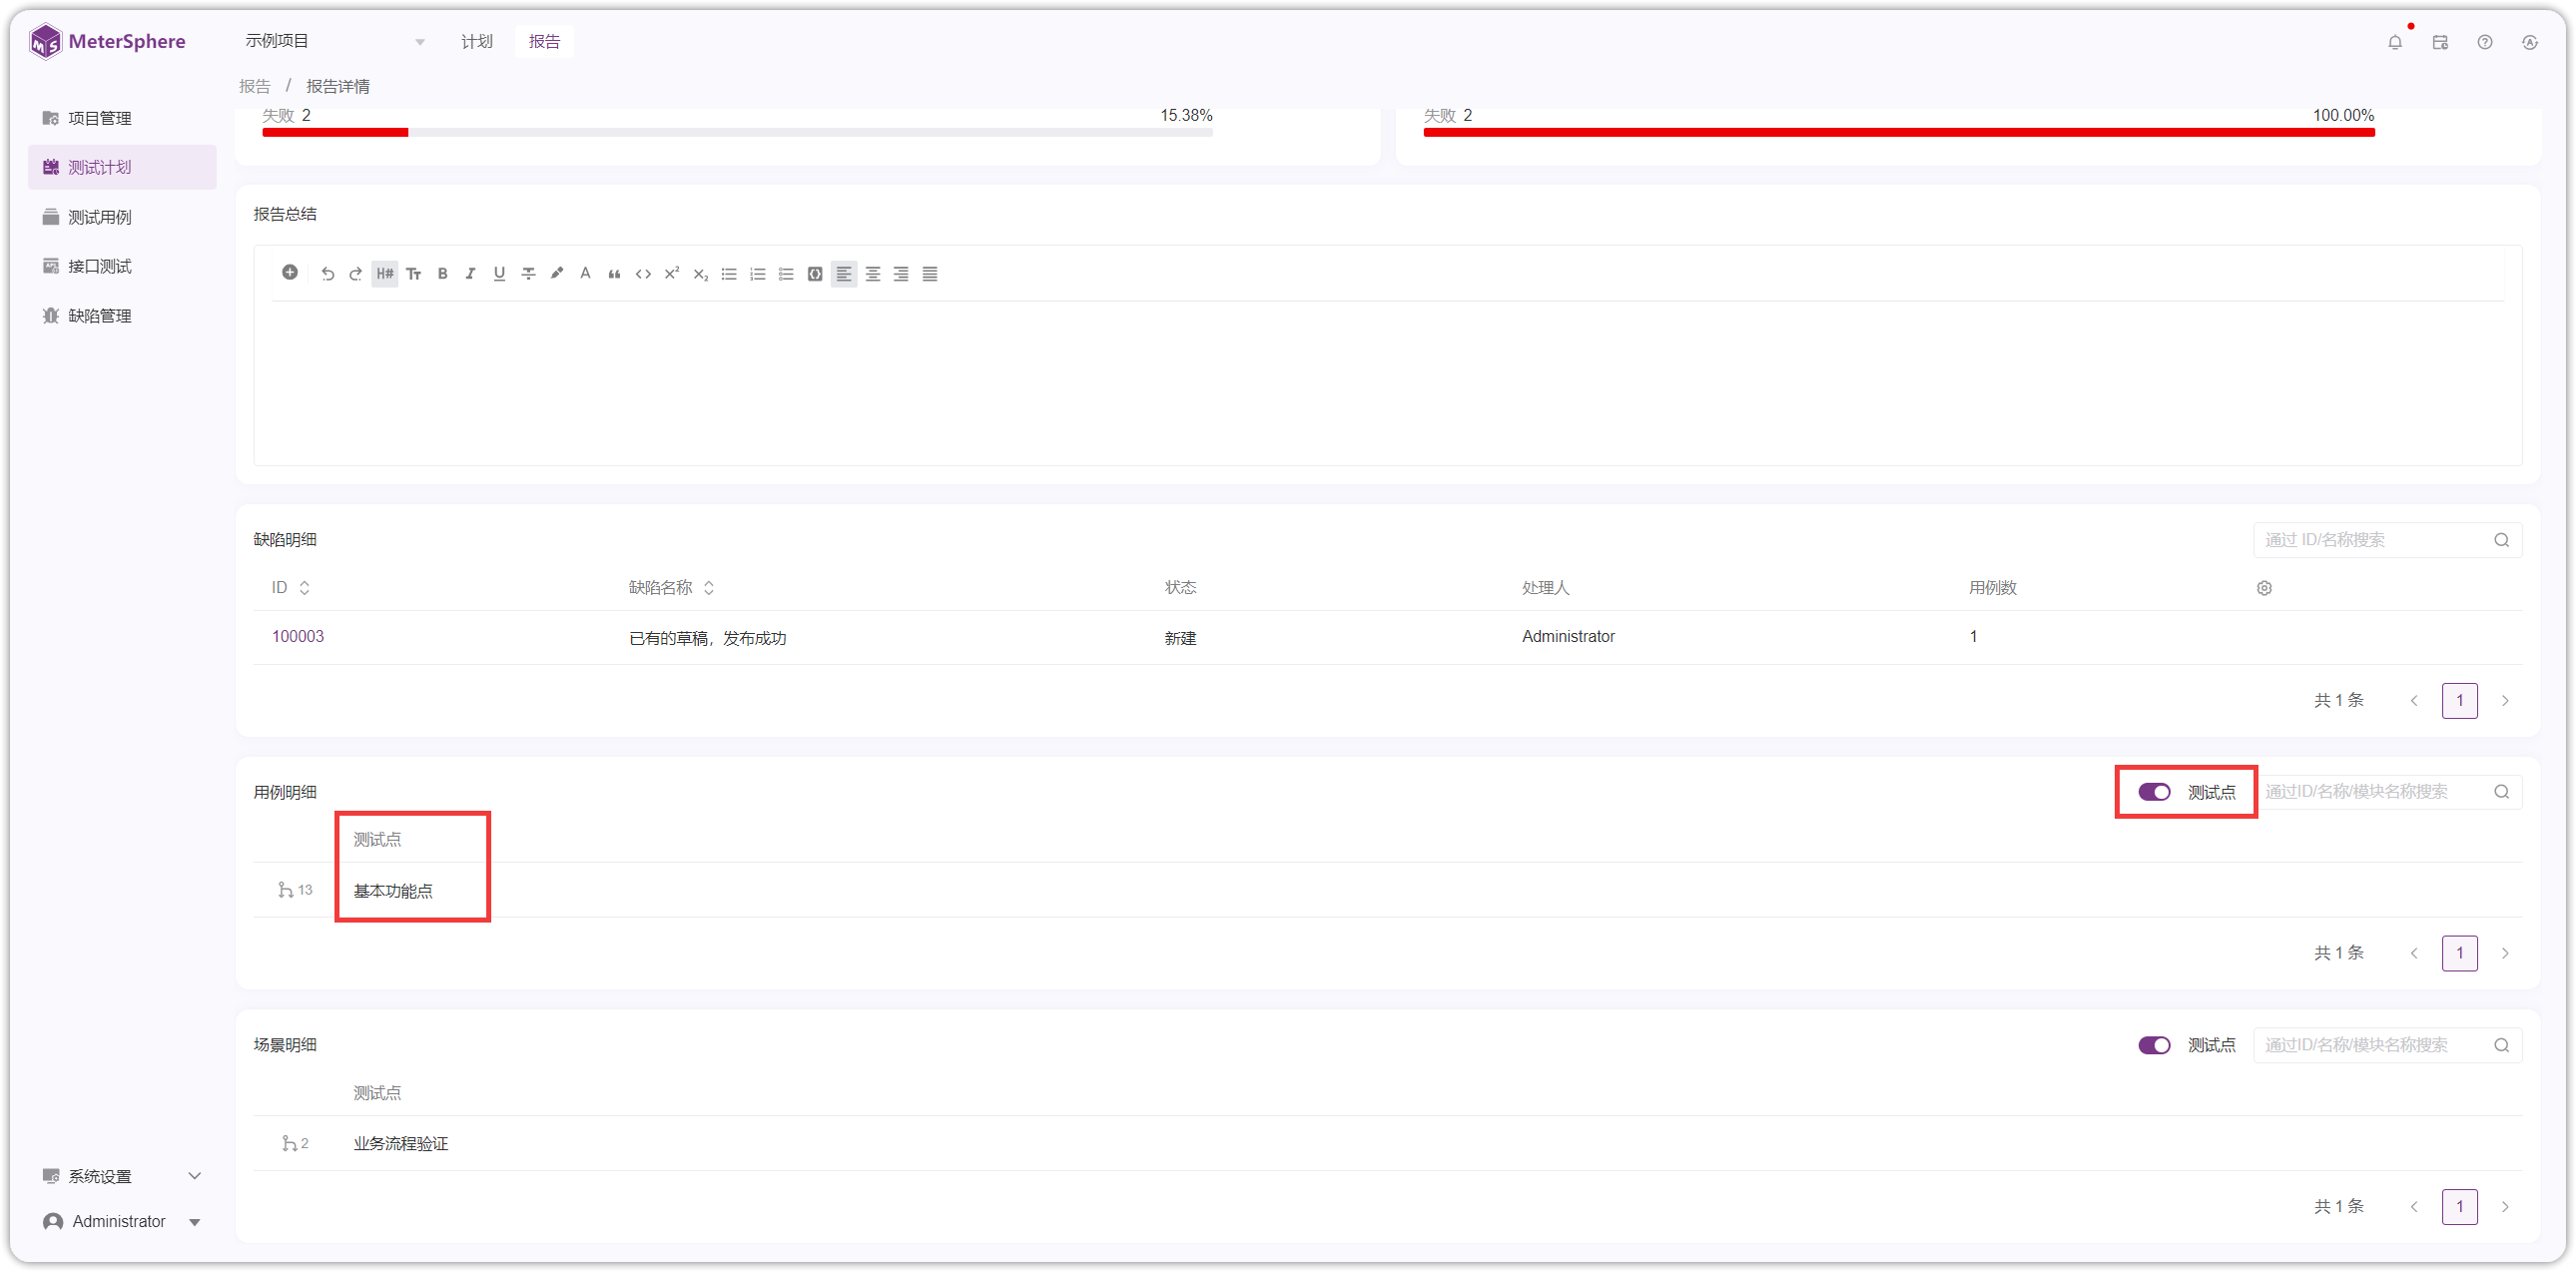 MeterSphere
示例项目
计划
报告
报告 / 报告详情
项目管理
测试计划
测试用例
接口测试
缺陷管理
失败 2
15.38%
失败 2
100.00%
报告总结
H# Tт B I U A X² X₂
缺陷明细
通过 ID/名称搜索
ID 缺陷名称 状态 处理人 用例数
100003 已有的草稿，发布成功 新建 Administrator 1
共 1 条 1
用例明细
测试点 通过ID/名称/模块名称搜索
测试点
13 基本功能点
共 1 条 1
场景明细
测试点 通过ID/名称/模块名称搜索
测试点
2 业务流程验证
共 1 条 1
系统设置
Administrator